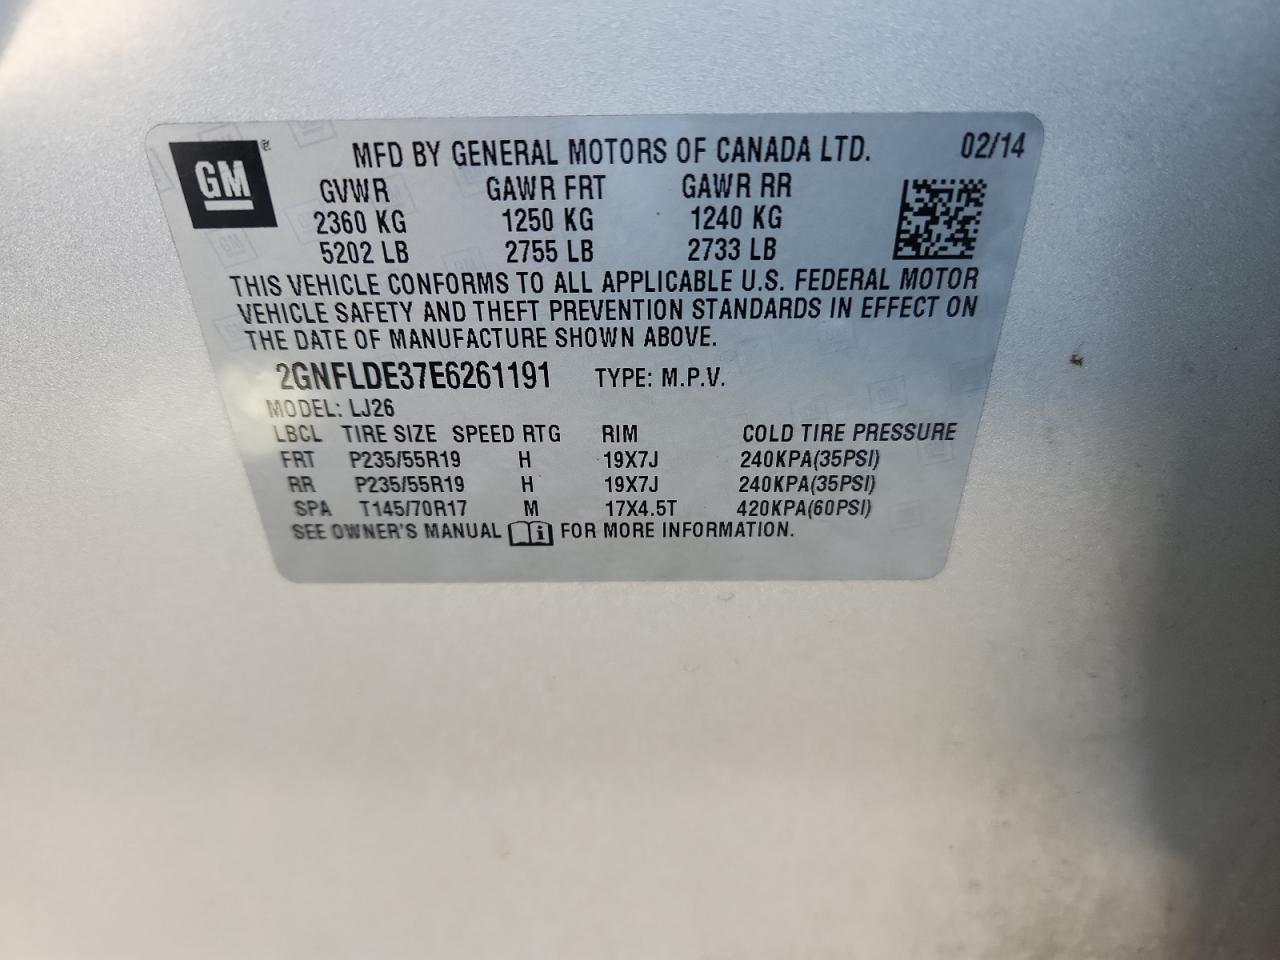 GM ® MFD BY GENERAL MOTORS OF CANADA LTD. 02/14
GVWR GAWR FRT GAWR RR
2360 KG 1250 KG 1240 KG
5202 LB 2755 LB 2733 LB
THIS VEHICLE CONFORMS TO ALL APPLICABLE U.S. FEDERAL MOTOR
VEHICLE SAFETY AND THEFT PREVENTION STANDARDS IN EFFECT ON
THE DATE OF MANUFACTURE SHOWN ABOVE.
2GNFLDE37E6261191 TYPE: M.P.V.
MODEL: LJ26
LBCL TIRE SIZE SPEED RTG RIM COLD TIRE PRESSURE
FRT P235/55R19 H 19X7J 240KPA(35PSI)
RR P235/55R19 H 19X7J 240KPA(35PSI)
SPA T145/70R17 M 17X4.5T 420KPA(60PSI)
SEE OWNER'S MANUAL i FOR MORE INFORMATION.